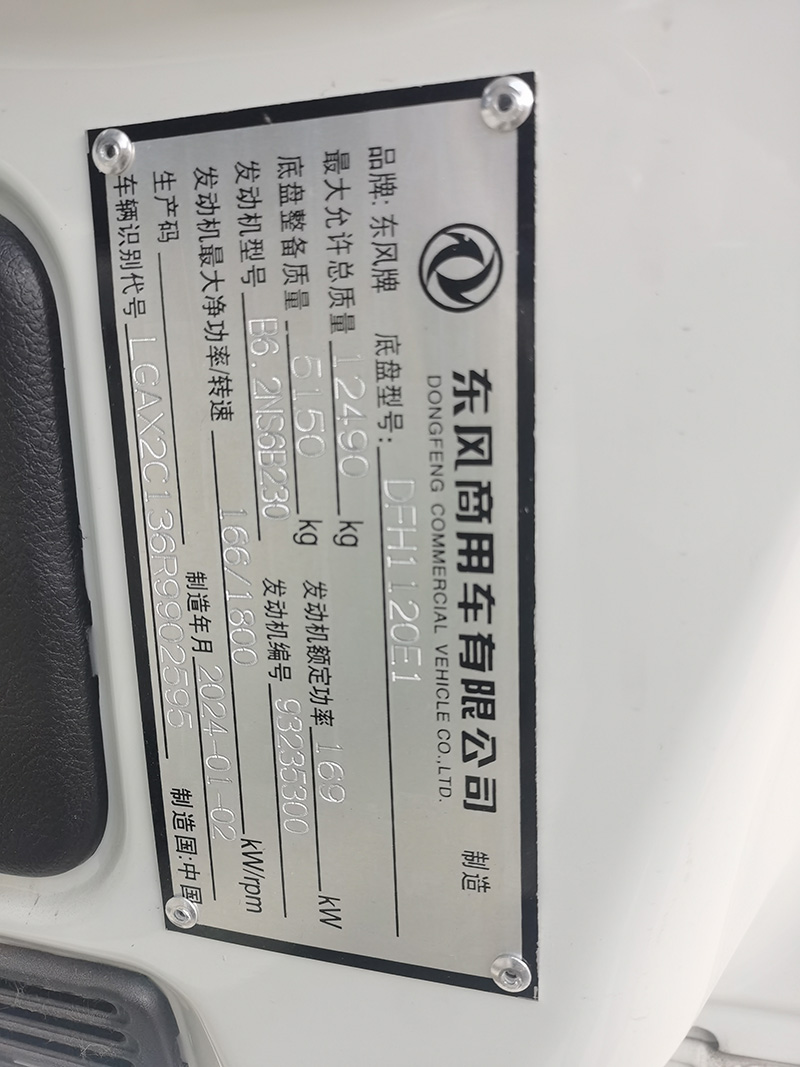 东风商用车有限公司 制造
DONGFENG COMMERCIAL VEHICLE CO.,LTD.
品牌: 东风牌 底盘型号: DFH1120E1
最大允许总质量 12490 kg
底盘整备质量 5150 kg 发动机额定功率 169 kW
发动机型号 B6.2NS6B230 发动机编号 93235300
发动机最大净功率/转速 166/1800 kW/rpm
生产码 制造年月 2024-01-02
车辆识别代号 LGAX2C136R9902595 制造国:中国